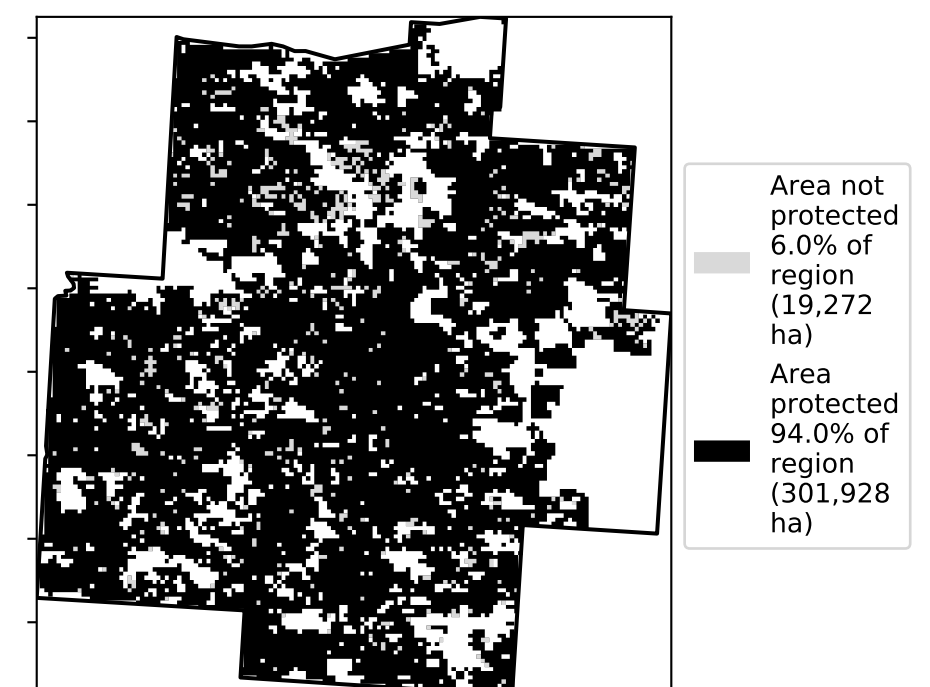 Area not
protected
6.0% of
region
(19,272
ha)
Area
protected
94.0% of
region
(301,928
ha)